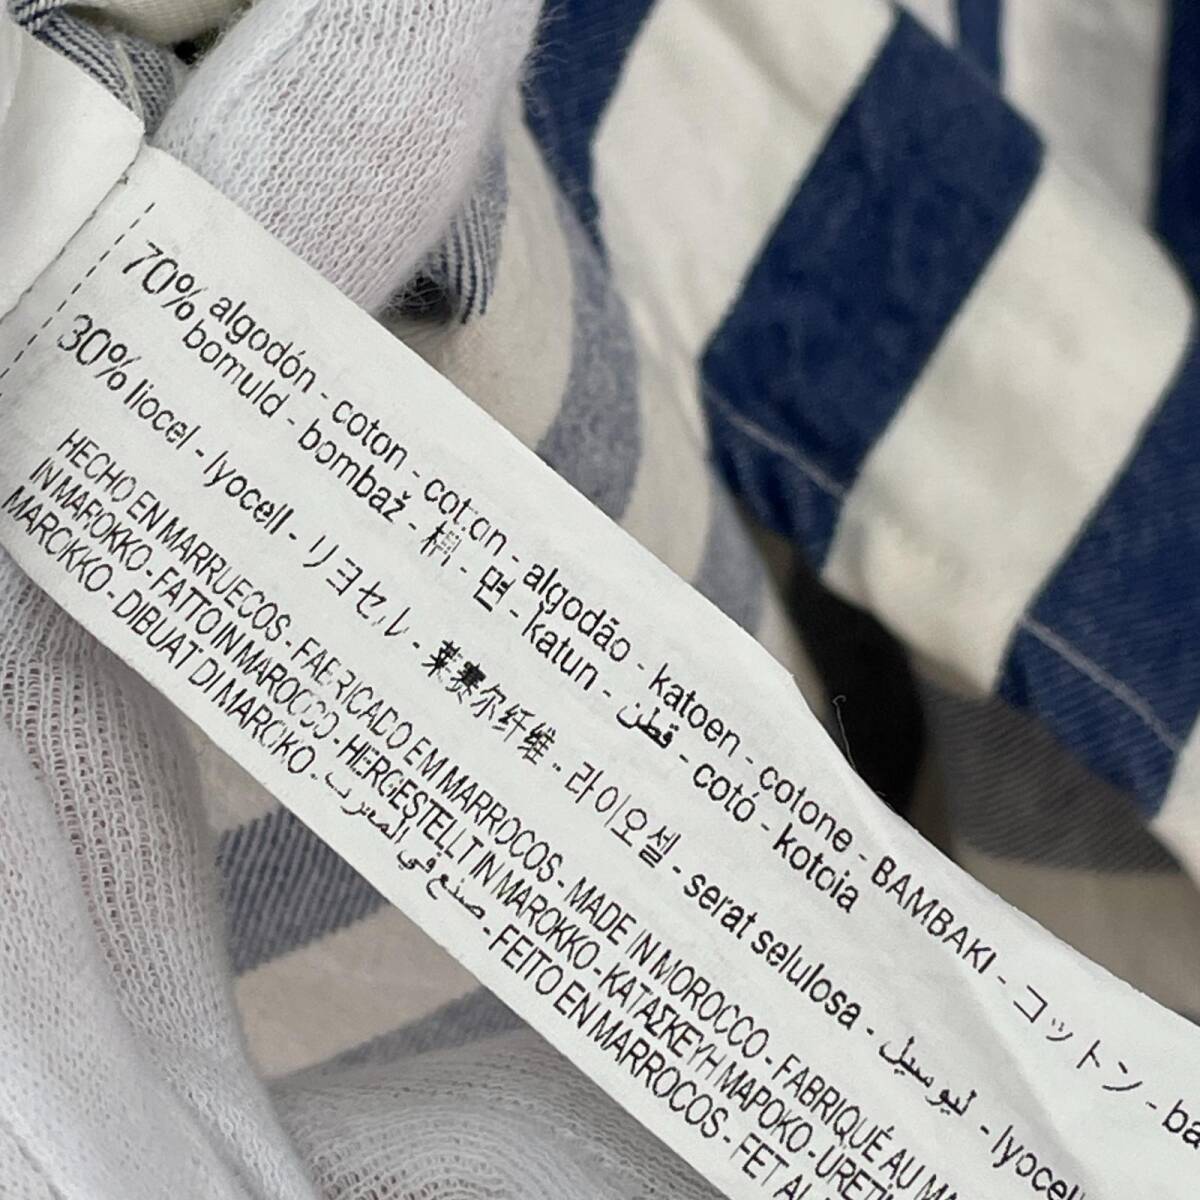 70% algodón - coton - cotton - algodão - katoen - cotone - BAMBAKI - コットン - ba
bomuld - bombaž - 棉 - 면 - katun - قطن - cotó - kotoia
30% liocel - lyocell - リヨセル - 莱赛尔纤维 - 라이오셀 - serat selulosa - ليوسيل - lyocell
HECHO EN MARRUECOS - FABRICADO EM MARROCOS - MADE IN MOROCCO - FABRIQUÉ AU MA
IN MAROKKO - FATTO IN MAROCCO - HERGESTELLT IN MAROKKO - ΚΑΤΑΣΚΕΥΗ ΜΑΡΟΚΟ - ÜRETİM
MAROKKO - DIBUAT DI MAROKO - صنع في المغرب - FEITO EN MARROCOS - FET AL